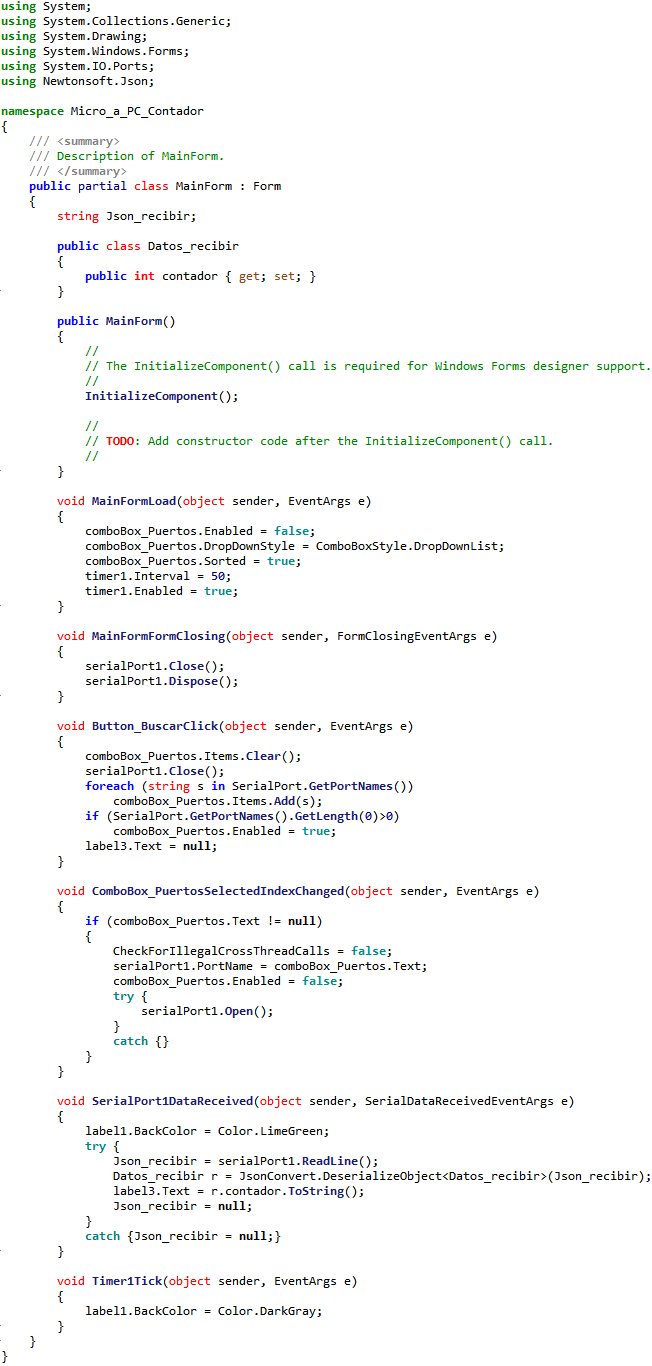 using System;
using System.Collections.Generic;
using System.Drawing;
using System.Windows.Forms;
using System.IO.Ports;
using Newtonsoft.Json;

namespace Micro_a_PC_Contador
{
    /// <summary>
    /// Description of MainForm.
    /// </summary>
    public partial class MainForm : Form
    {
        string Json_recibir;

        public class Datos_recibir
        {
            public int contador { get; set; }
        }

        public MainForm()
        {
            //
            // The InitializeComponent() call is required for Windows Forms designer support.
            //
            InitializeComponent();

            //
            // TODO: Add constructor code after the InitializeComponent() call.
            //
        }

        void MainFormLoad(object sender, EventArgs e)
        {
            comboBox_Puertos.Enabled = false;
            comboBox_Puertos.DropDownStyle = ComboBoxStyle.DropDownList;
            comboBox_Puertos.Sorted = true;
            timer1.Interval = 50;
            timer1.Enabled = true;
        }

        void MainFormFormClosing(object sender, FormClosingEventArgs e)
        {
            serialPort1.Close();
            serialPort1.Dispose();
        }

        void Button_BuscarClick(object sender, EventArgs e)
        {
            comboBox_Puertos.Items.Clear();
            serialPort1.Close();
            foreach (string s in SerialPort.GetPortNames())
                comboBox_Puertos.Items.Add(s);
            if (SerialPort.GetPortNames().GetLength(0)>0)
                comboBox_Puertos.Enabled = true;
            label3.Text = null;
        }

        void ComboBox_PuertosSelectedIndexChanged(object sender, EventArgs e)
        {
            if (comboBox_Puertos.Text != null)
            {
                CheckForIllegalCrossThreadCalls = false;
                serialPort1.PortName = comboBox_Puertos.Text;
                comboBox_Puertos.Enabled = false;
                try {
                    serialPort1.Open();
                }
                catch {}
            }
        }

        void SerialPort1DataReceived(object sender, SerialDataReceivedEventArgs e)
        {
            label1.BackColor = Color.LimeGreen;
            try {
                Json_recibir = serialPort1.ReadLine();
                Datos_recibir r = JsonConvert.DeserializeObject<Datos_recibir>(Json_recibir);
                label3.Text = r.contador.ToString();
                Json_recibir = null;
            }
            catch {Json_recibir = null;}
        }

        void Timer1Tick(object sender, EventArgs e)
        {
            label1.BackColor = Color.DarkGray;
        }
    }
}